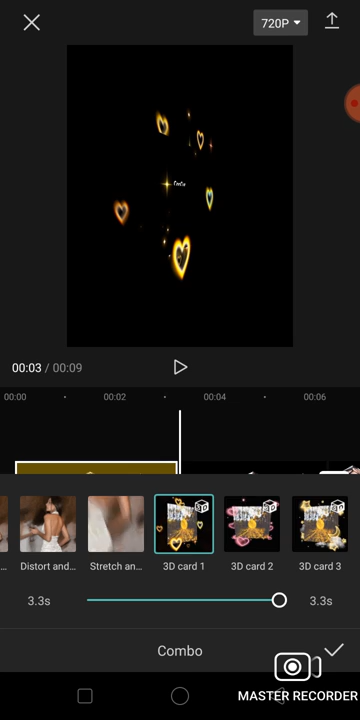 720P
00:03 / 00:09
00:00 00:02 00:04 00:06
Distort and... Stretch an... 3D card 1 3D card 2 3D card 3
3.3s 3.3s
Combo
MASTER RECORDER